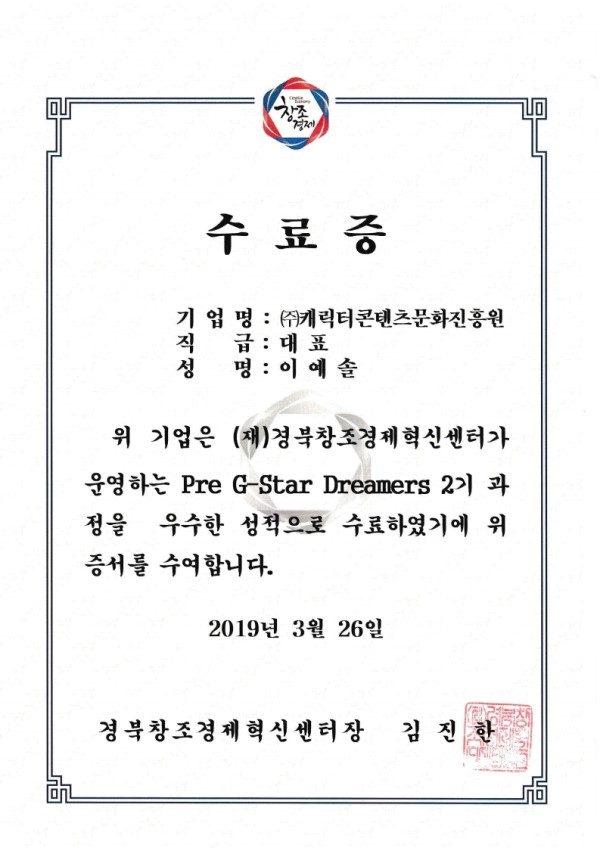 Creative
Economy
창조
경제
수 료 증
기 업 명 : ㈜캐릭터콘텐츠문화진흥원
직 급 : 대 표
성 명 : 이 예 솔
위 기업은 (재)경북창조경제혁신센터가
운영하는 Pre G-Star Dreamers 2기 과
정을 우수한 성적으로 수료하였기에 위
증서를 수여합니다.
2019년 3월 26일
경북창조경제혁신센터장 김 진 한